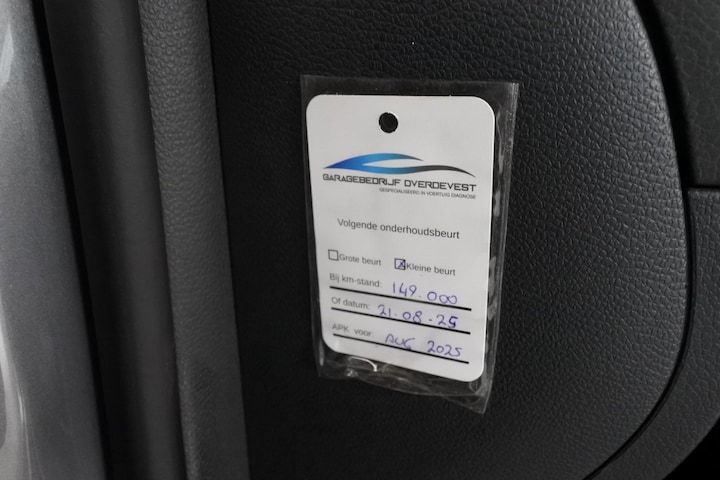 GARAGEBEDRIJF OVERDEVEST
GESPECIALISEERD IN VOERTUIG DIAGNOSE
Volgende onderhoudsbeurt
Grote beurt Kleine beurt
Bij km-stand: 149.000
Of datum: 21-08-25
APK voor: AUG 2025